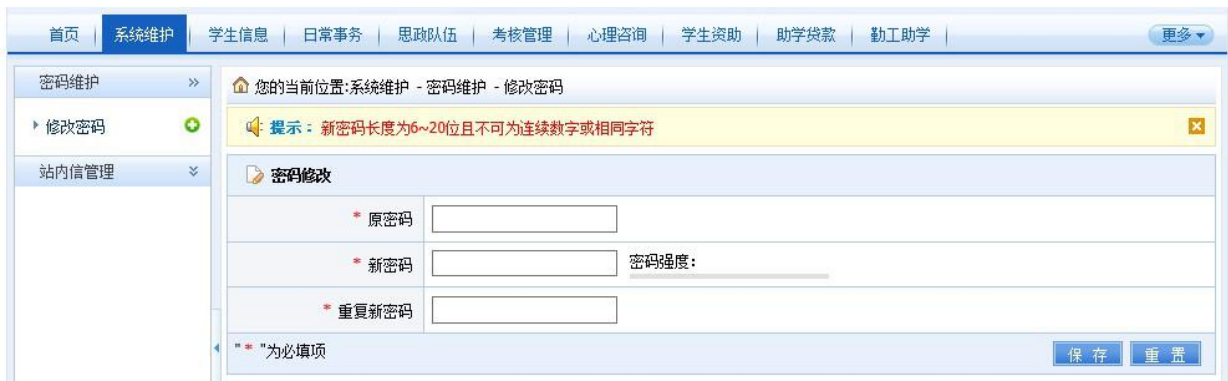 首页 系统维护 学生信息 日常事务 思政队伍 考核管理 心理咨询 学生资助 助学贷款 勤工助学 更多
密码维护
修改密码
站内信管理
您的当前位置:系统维护 - 密码维护 - 修改密码
提示：新密码长度为6~20位且不可为连续数字或相同字符
密码修改
* 原密码
* 新密码 密码强度：
* 重复新密码
"*"为必填项 保存 重置